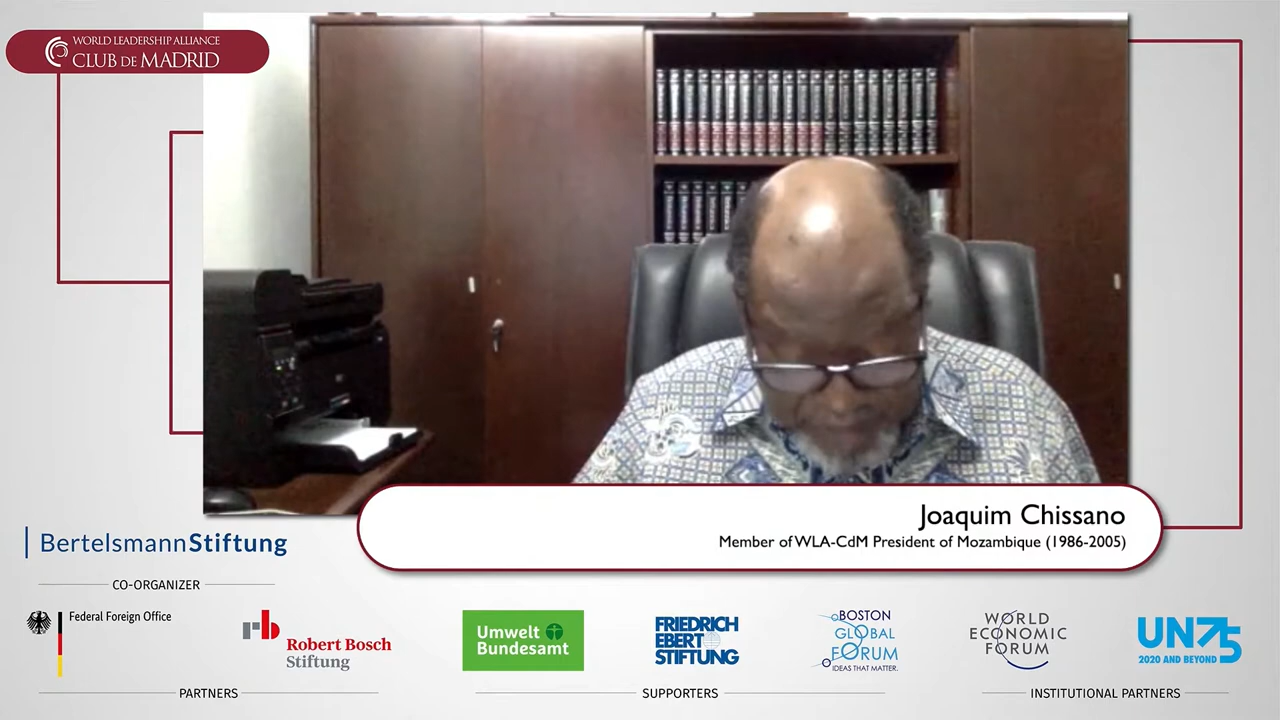 WORLD LEADERSHIP ALLIANCE
CLUB DE MADRID
Joaquim Chissano
Member of WLA-CdM President of Mozambique (1986-2005)
BertelsmannStiftung
CO-ORGANIZER
Federal Foreign Office
rb
Robert Bosch
Stiftung
Umwelt
Bundesamt
FRIEDRICH
EBERT
STIFTUNG
BOSTON
GLOBAL
FORUM
IDEAS THAT MATTER.
WORLD
ECONOMIC
FORUM
UN75
2020 AND BEYOND
PARTNERS
SUPPORTERS
INSTITUTIONAL PARTNERS